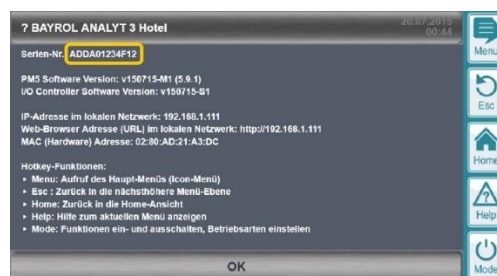 ? BAYROL ANALYT 3 Hotel
20.07.2015
00:44
Serien-Nr. ADDA01234F12
PM5 Software Version: v150715-M1 (5.9.1)
I/O Controller Software Version: v150715-S1
IP-Adresse im lokalen Netzwerk: 192.168.1.111
Web-Browser Adresse (URL) im lokalen Netzwerk: http://192.168.1.111
MAC (Hardware) Adresse: 02:80:AD:21:A3:DC
Hotkey-Funktionen:
• Menu: Aufruf des Haupt-Menüs (Icon-Menü)
• Esc : Zurück in die nächsthöhere Menü-Ebene
• Home: Zurück in die Home-Ansicht
• Help: Hilfe zum aktuellen Menü anzeigen
• Mode: Funktionen ein- und ausschalten, Betriebsarten einstellen
OK
Menu
Esc
Home
Help
Mode